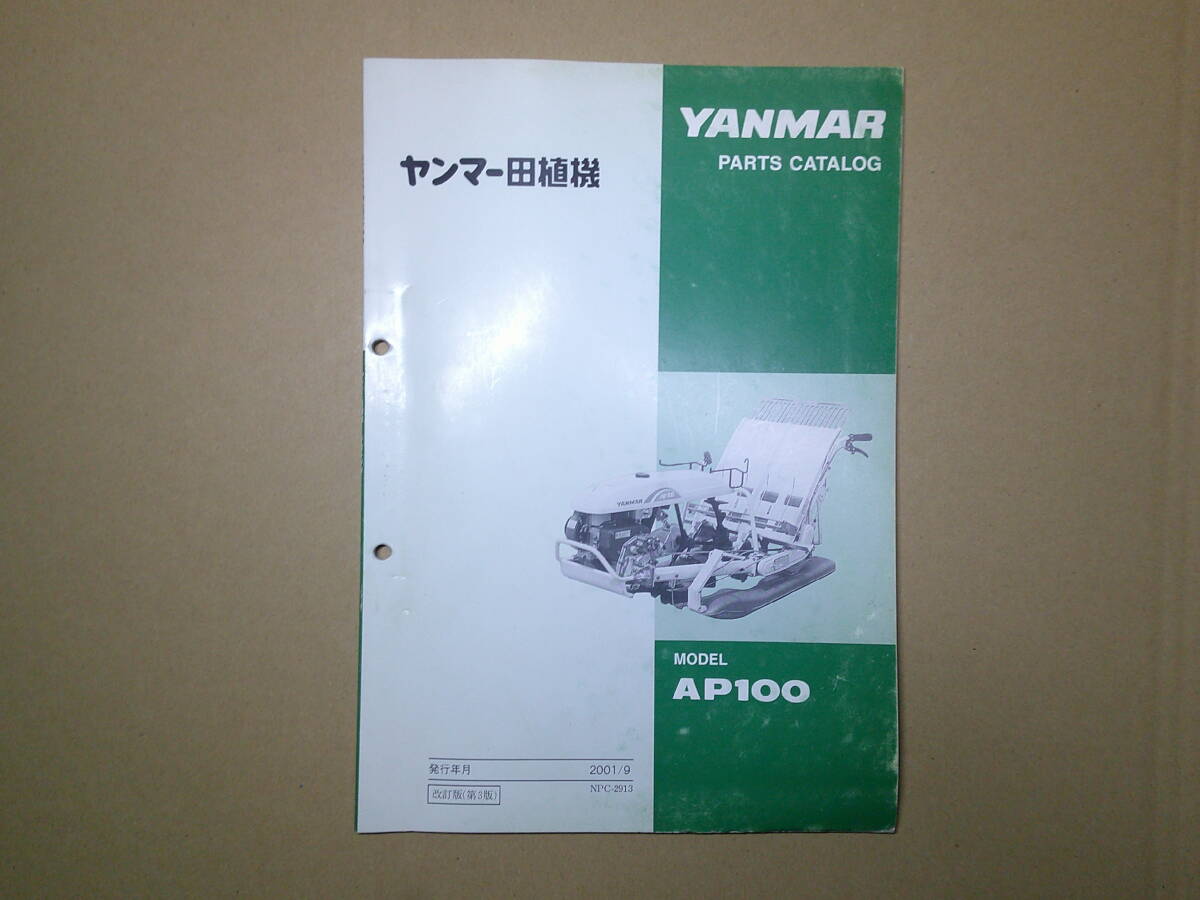 ヤンマー田植機
YANMAR
PARTS CATALOG
YANMAR
MODEL
AP100
発行年月 2001/9
改訂版(第3版) NPC-2913